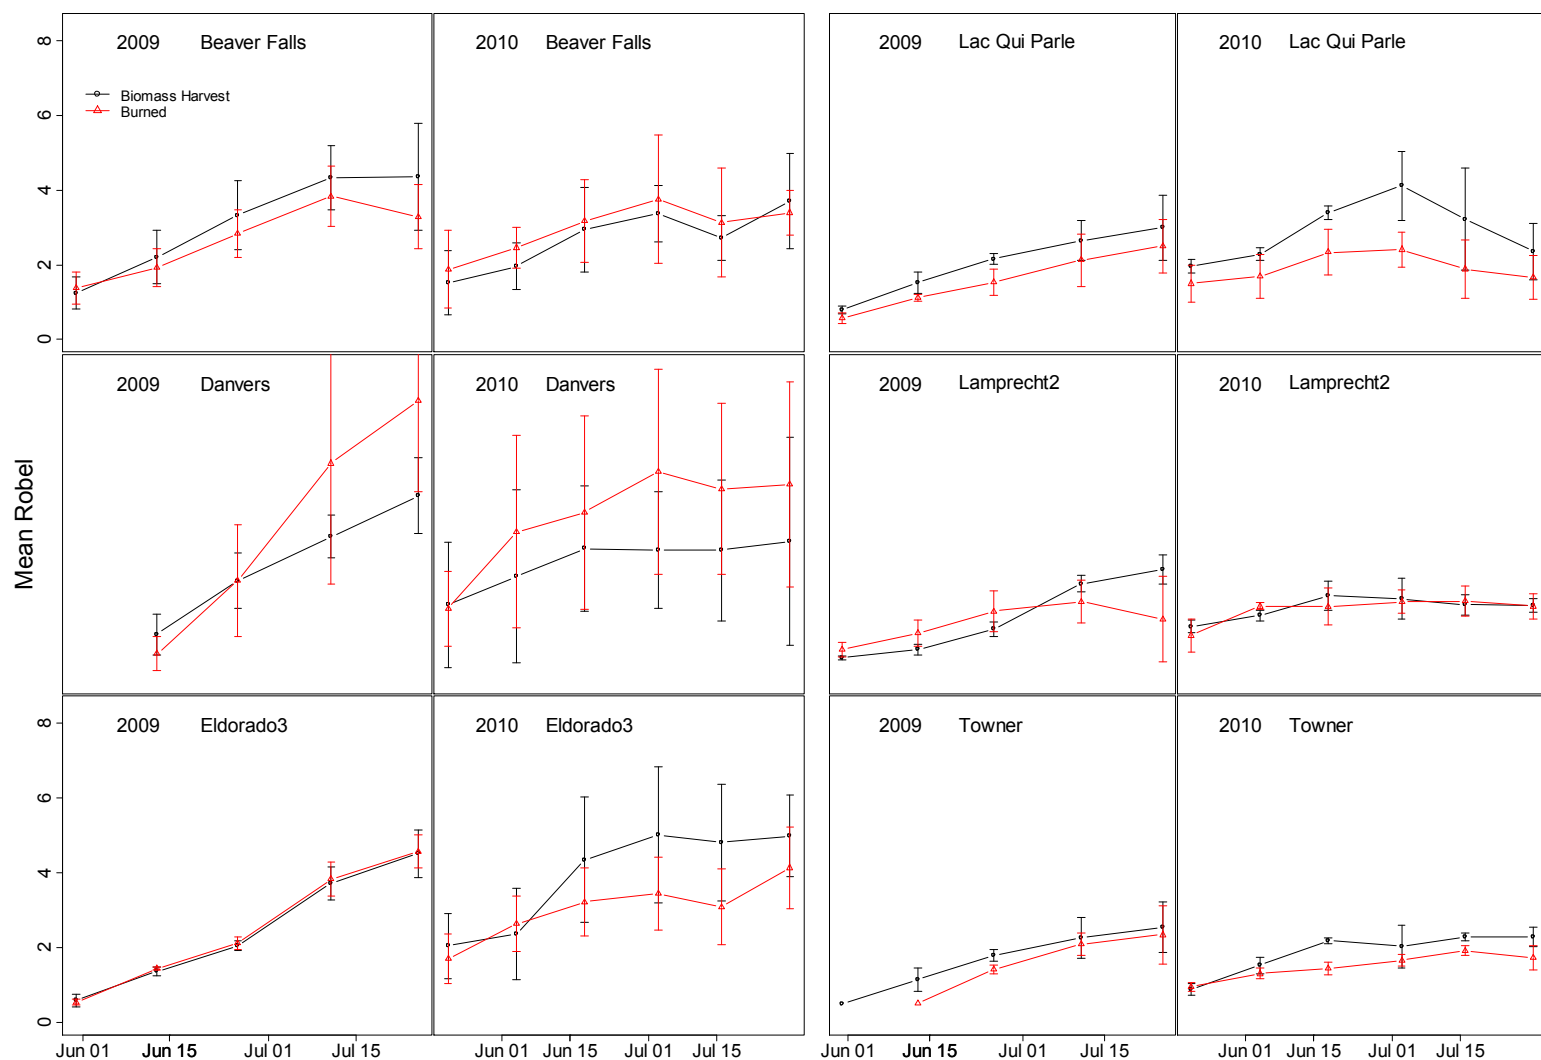 2009 Beaver Falls 2010 Beaver Falls 2009 Lac Qui Parle 2010 Lac Qui Parle
Biomass Harvest
Burned
8
6
4
2
0
2009 Danvers 2010 Danvers 2009 Lamprecht2 2010 Lamprecht2
Mean Robel
2009 Eldorado3 2010 Eldorado3 2009 Towner 2010 Towner
8
6
4
2
0
Jun 01 Jun 15 Jul 01 Jul 15 Jun 01 Jun 15 Jul 01 Jul 15 Jun 01 Jun 15 Jul 01 Jul 15 Jun 01 Jun 15 Jul 01 Jul 15